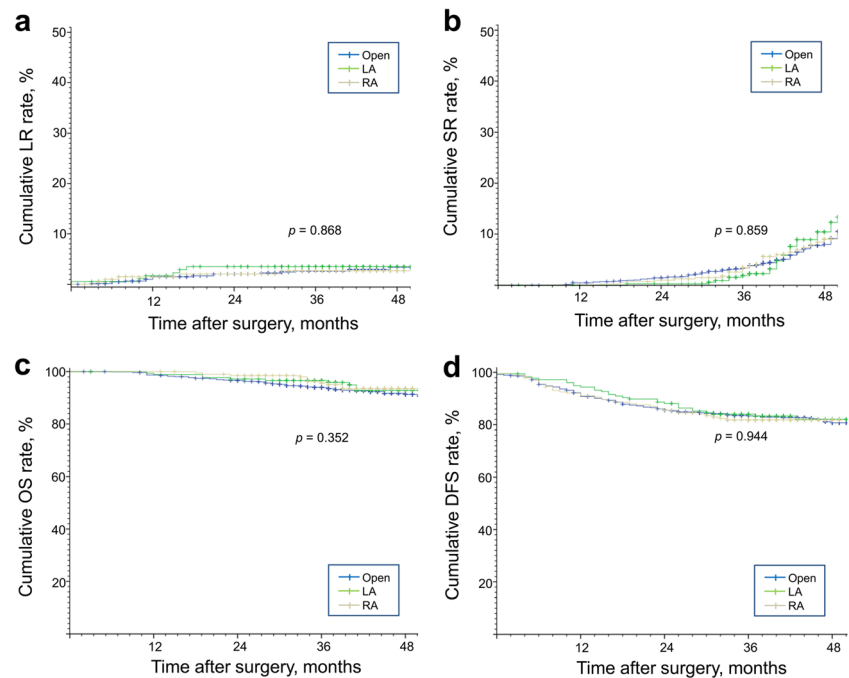 a
50
40
30
20
10
Cumulative LR rate, %
Open
LA
RA
p = 0.868
12 24 36 48
Time after surgery, months
b
50
40
30
20
10
Cumulative SR rate, %
Open
LA
RA
p = 0.859
12 24 36 48
Time after surgery, months
c
100
80
60
40
20
Cumulative OS rate, %
p = 0.352
Open
LA
RA
12 24 36 48
Time after surgery, months
d
100
80
60
40
20
Cumulative DFS rate, %
p = 0.944
Open
LA
RA
12 24 36 48
Time after surgery, months